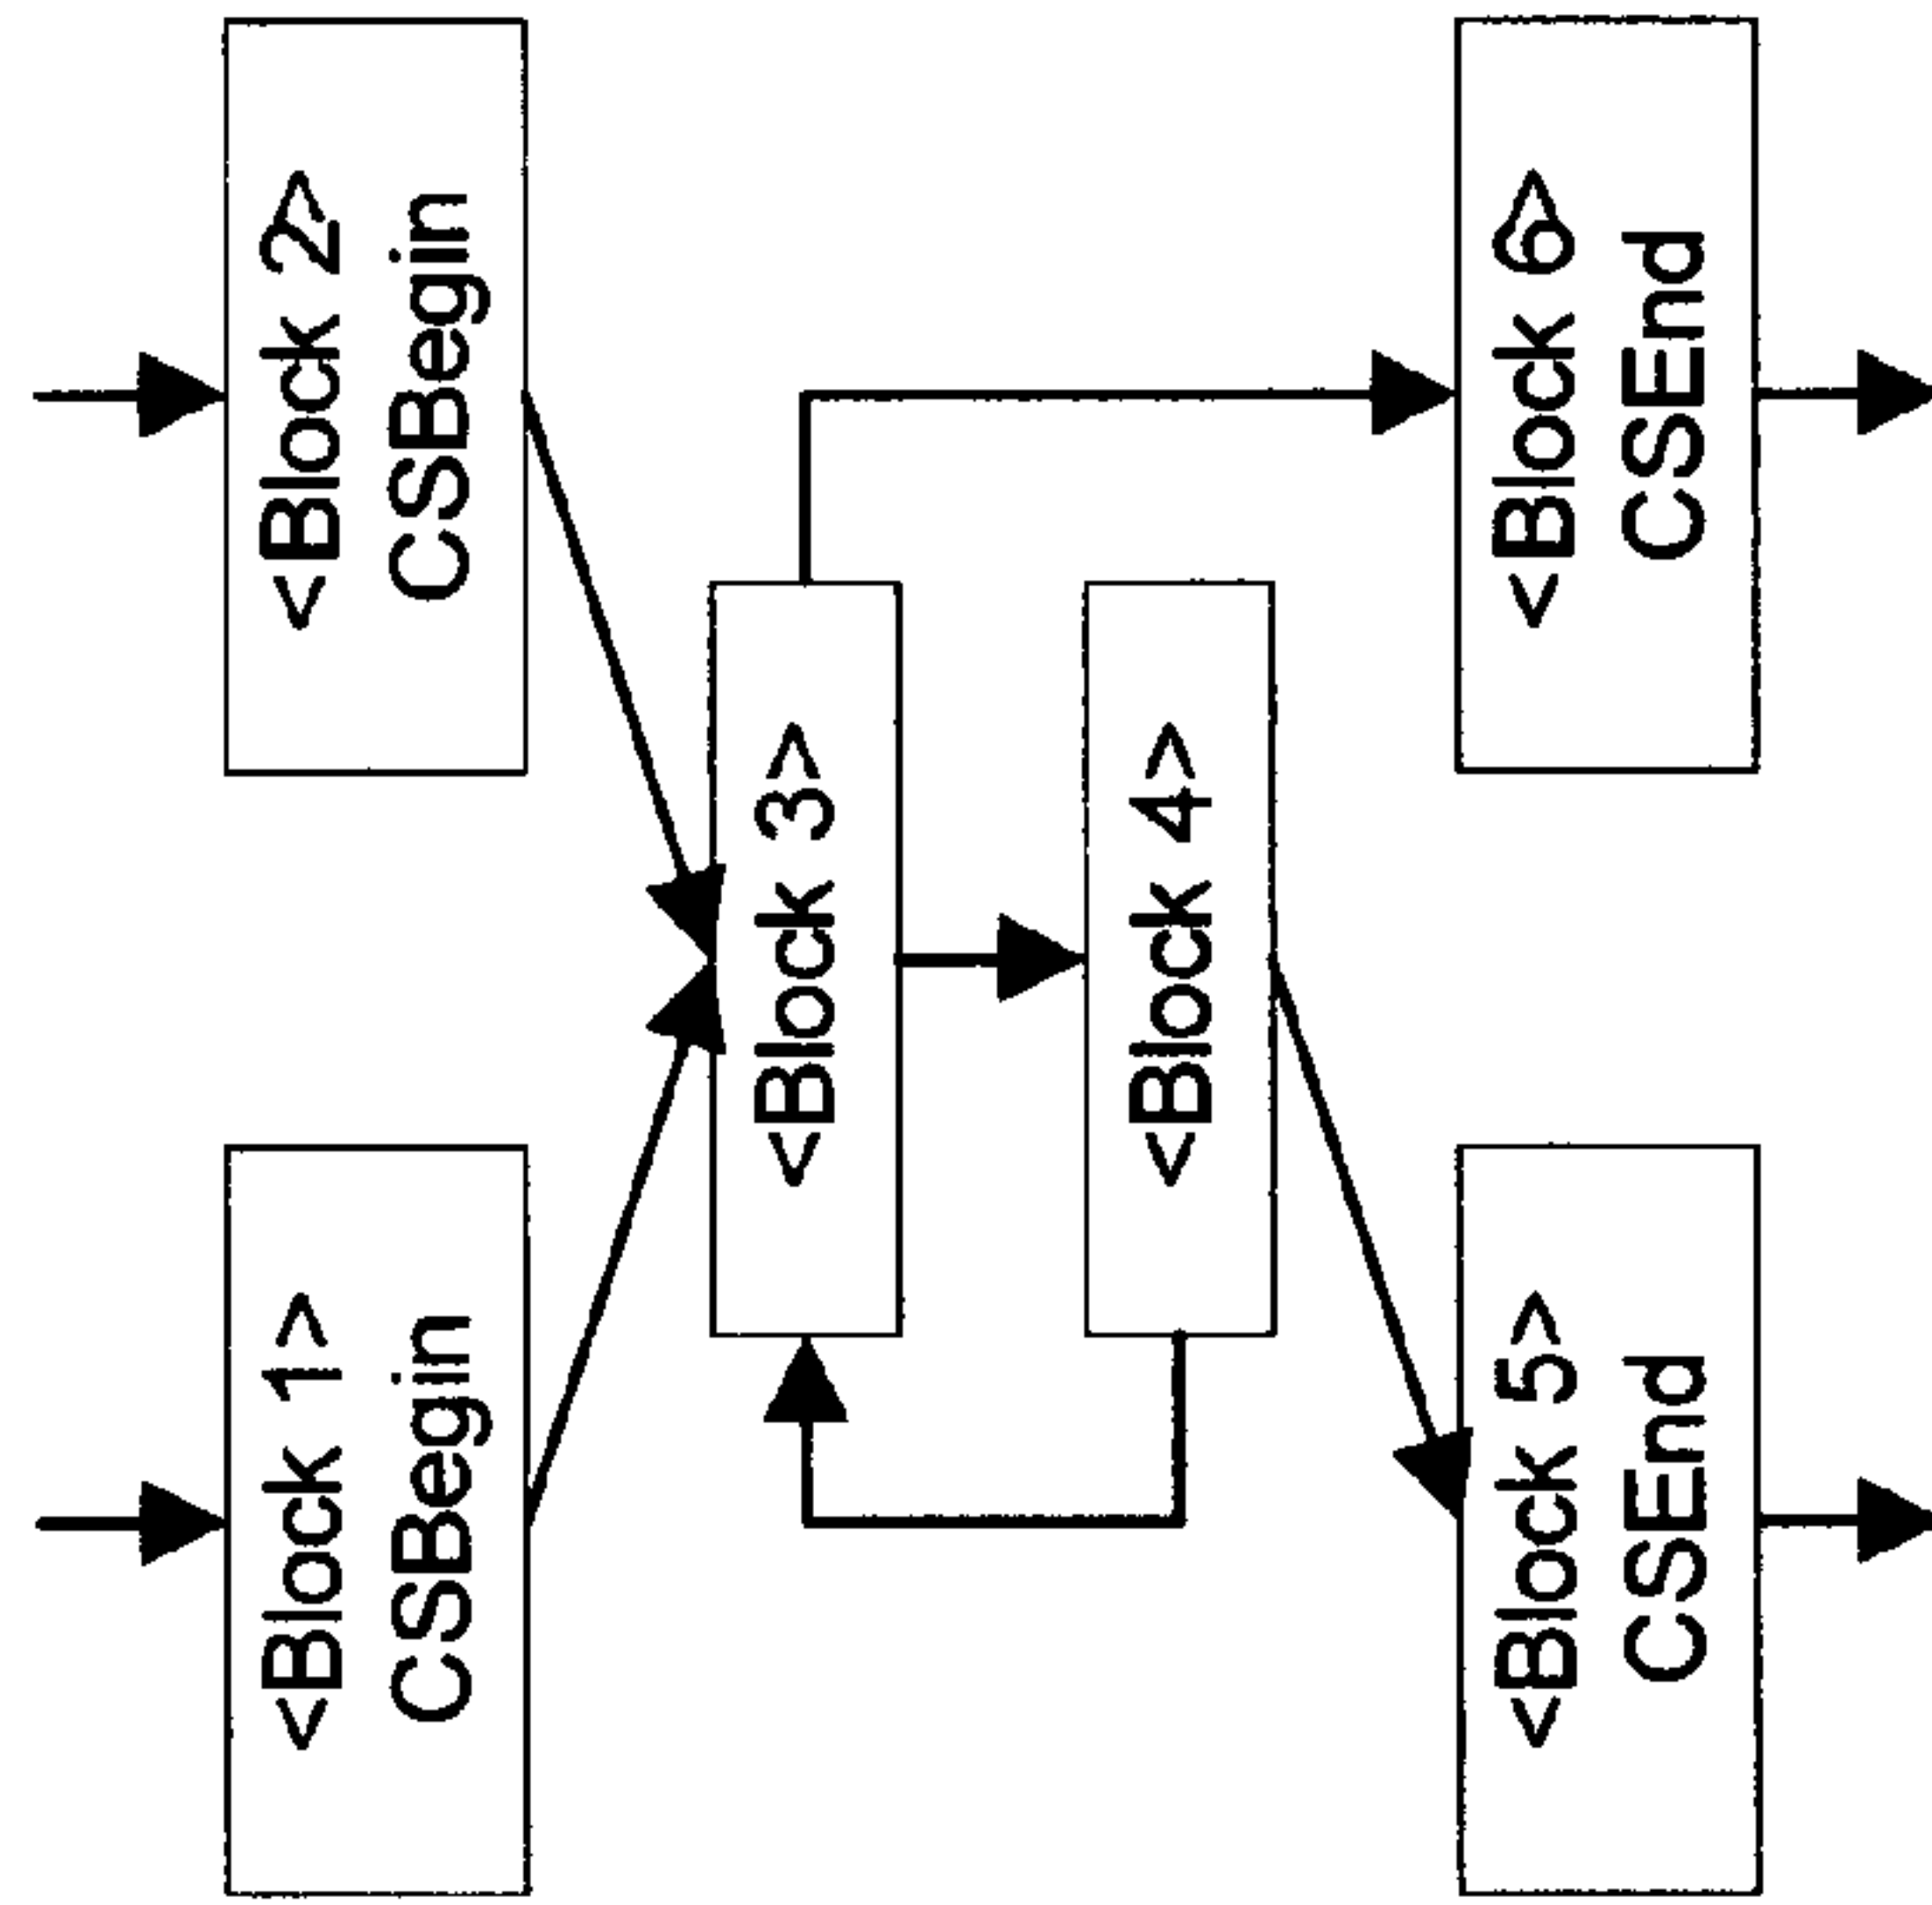 <Block 1>
CSBegin
<Block 2>
CSBegin
<Block 3>
<Block 4>
<Block 5>
CSEnd
<Block 6>
CSEnd